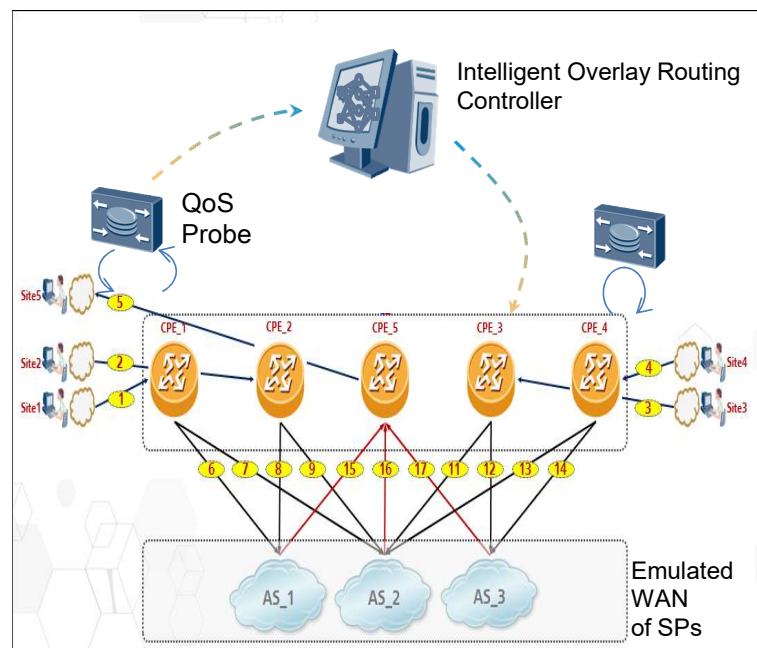 Intelligent Overlay Routing
Controller
QoS
Probe
Site5
5
CPE_1
CPE_2
CPE_5
CPE_3
CPE_4
Site2
2
4
Site4
Site1
1
3
Site3
6
7
8
9
15
16
17
11
12
13
14
AS_1
AS_2
AS_3
Emulated
WAN
of SPs